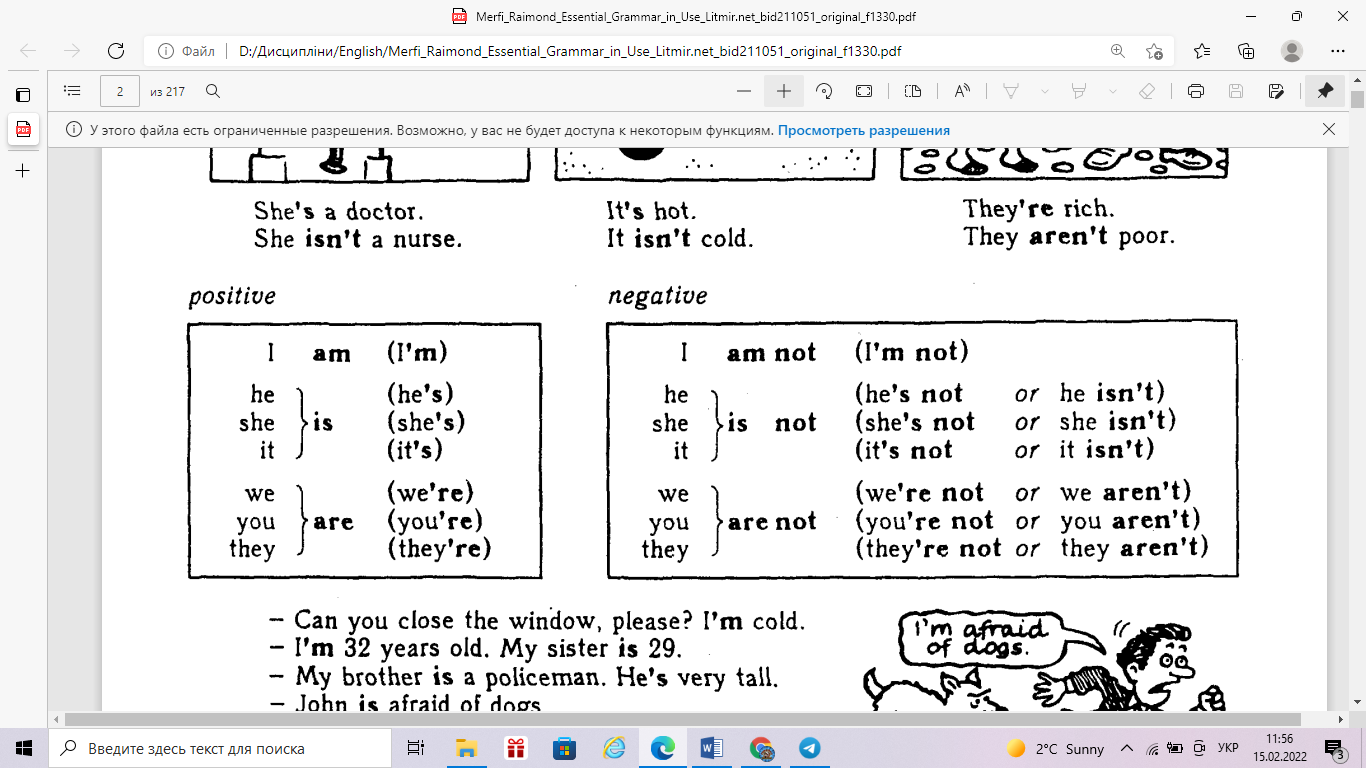 Merfi_Raimond_Essential_Grammar_in_Use_Litmir.net_bid211051_original_f1330.pdf
Файл D:/Дисципліни/English/Merfi_Raimond_Essential_Grammar_in_Use_Litmir.net_bid211051_original_f1330.pdf
2 из 217
У этого файла есть ограниченные разрешения. Возможно, у вас не будет доступа к некоторым функциям. Просмотреть разрешения
She's a doctor.
She isn't a nurse.
It's hot.
It isn't cold.
They're rich.
They aren't poor.
positive
I am (I'm)
he (he's)
she is (she's)
it (it's)
we (we're)
you are (you're)
they (they're)
negative
I am not (I'm not)
he (he's not or he isn't)
she is not (she's not or she isn't)
it (it's not or it isn't)
we (we're not or we aren't)
you are not (you're not or you aren't)
they (they're not or they aren't)
– Can you close the window, please? I'm cold.
– I'm 32 years old. My sister is 29.
– My brother is a policeman. He's very tall.
– John is afraid of dogs
I'm afraid
of dogs.
Введите здесь текст для поиска
2°C Sunny
УКР
11:56
15.02.2022
3